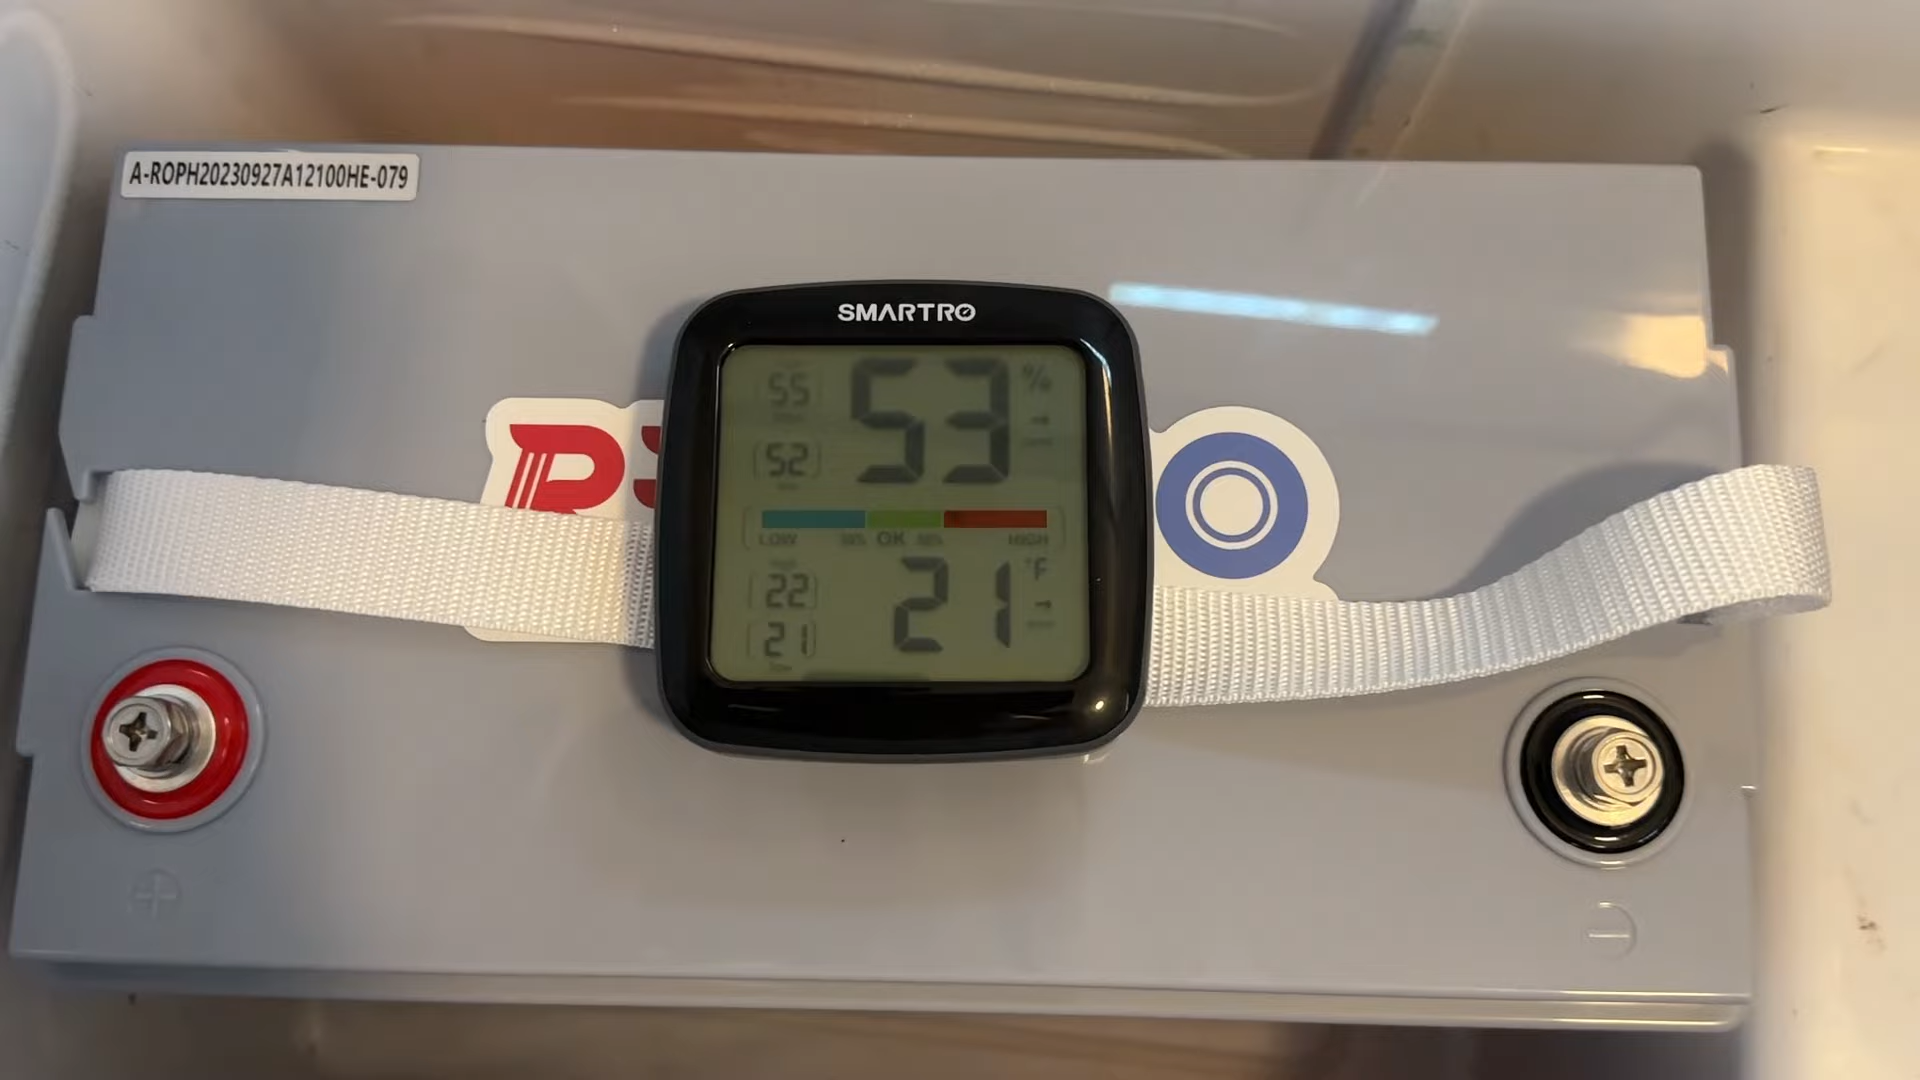 A-ROPH20230927A12100HE-079
SMARTRO
55
53 %
52
LOW OK HIGH
22
21 °F
21
+
−